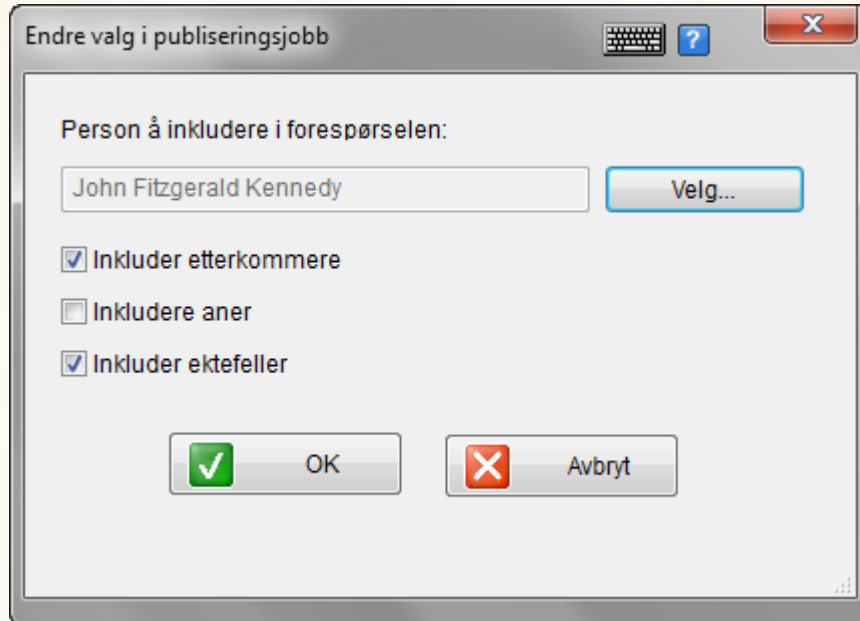 Endre valg i publiseringsjobb
?
Person å inkludere i forespørselen:
John Fitzgerald Kennedy
Velg...
Inkluder etterkommere
Inkludere aner
Inkluder ektefeller
OK
Avbryt